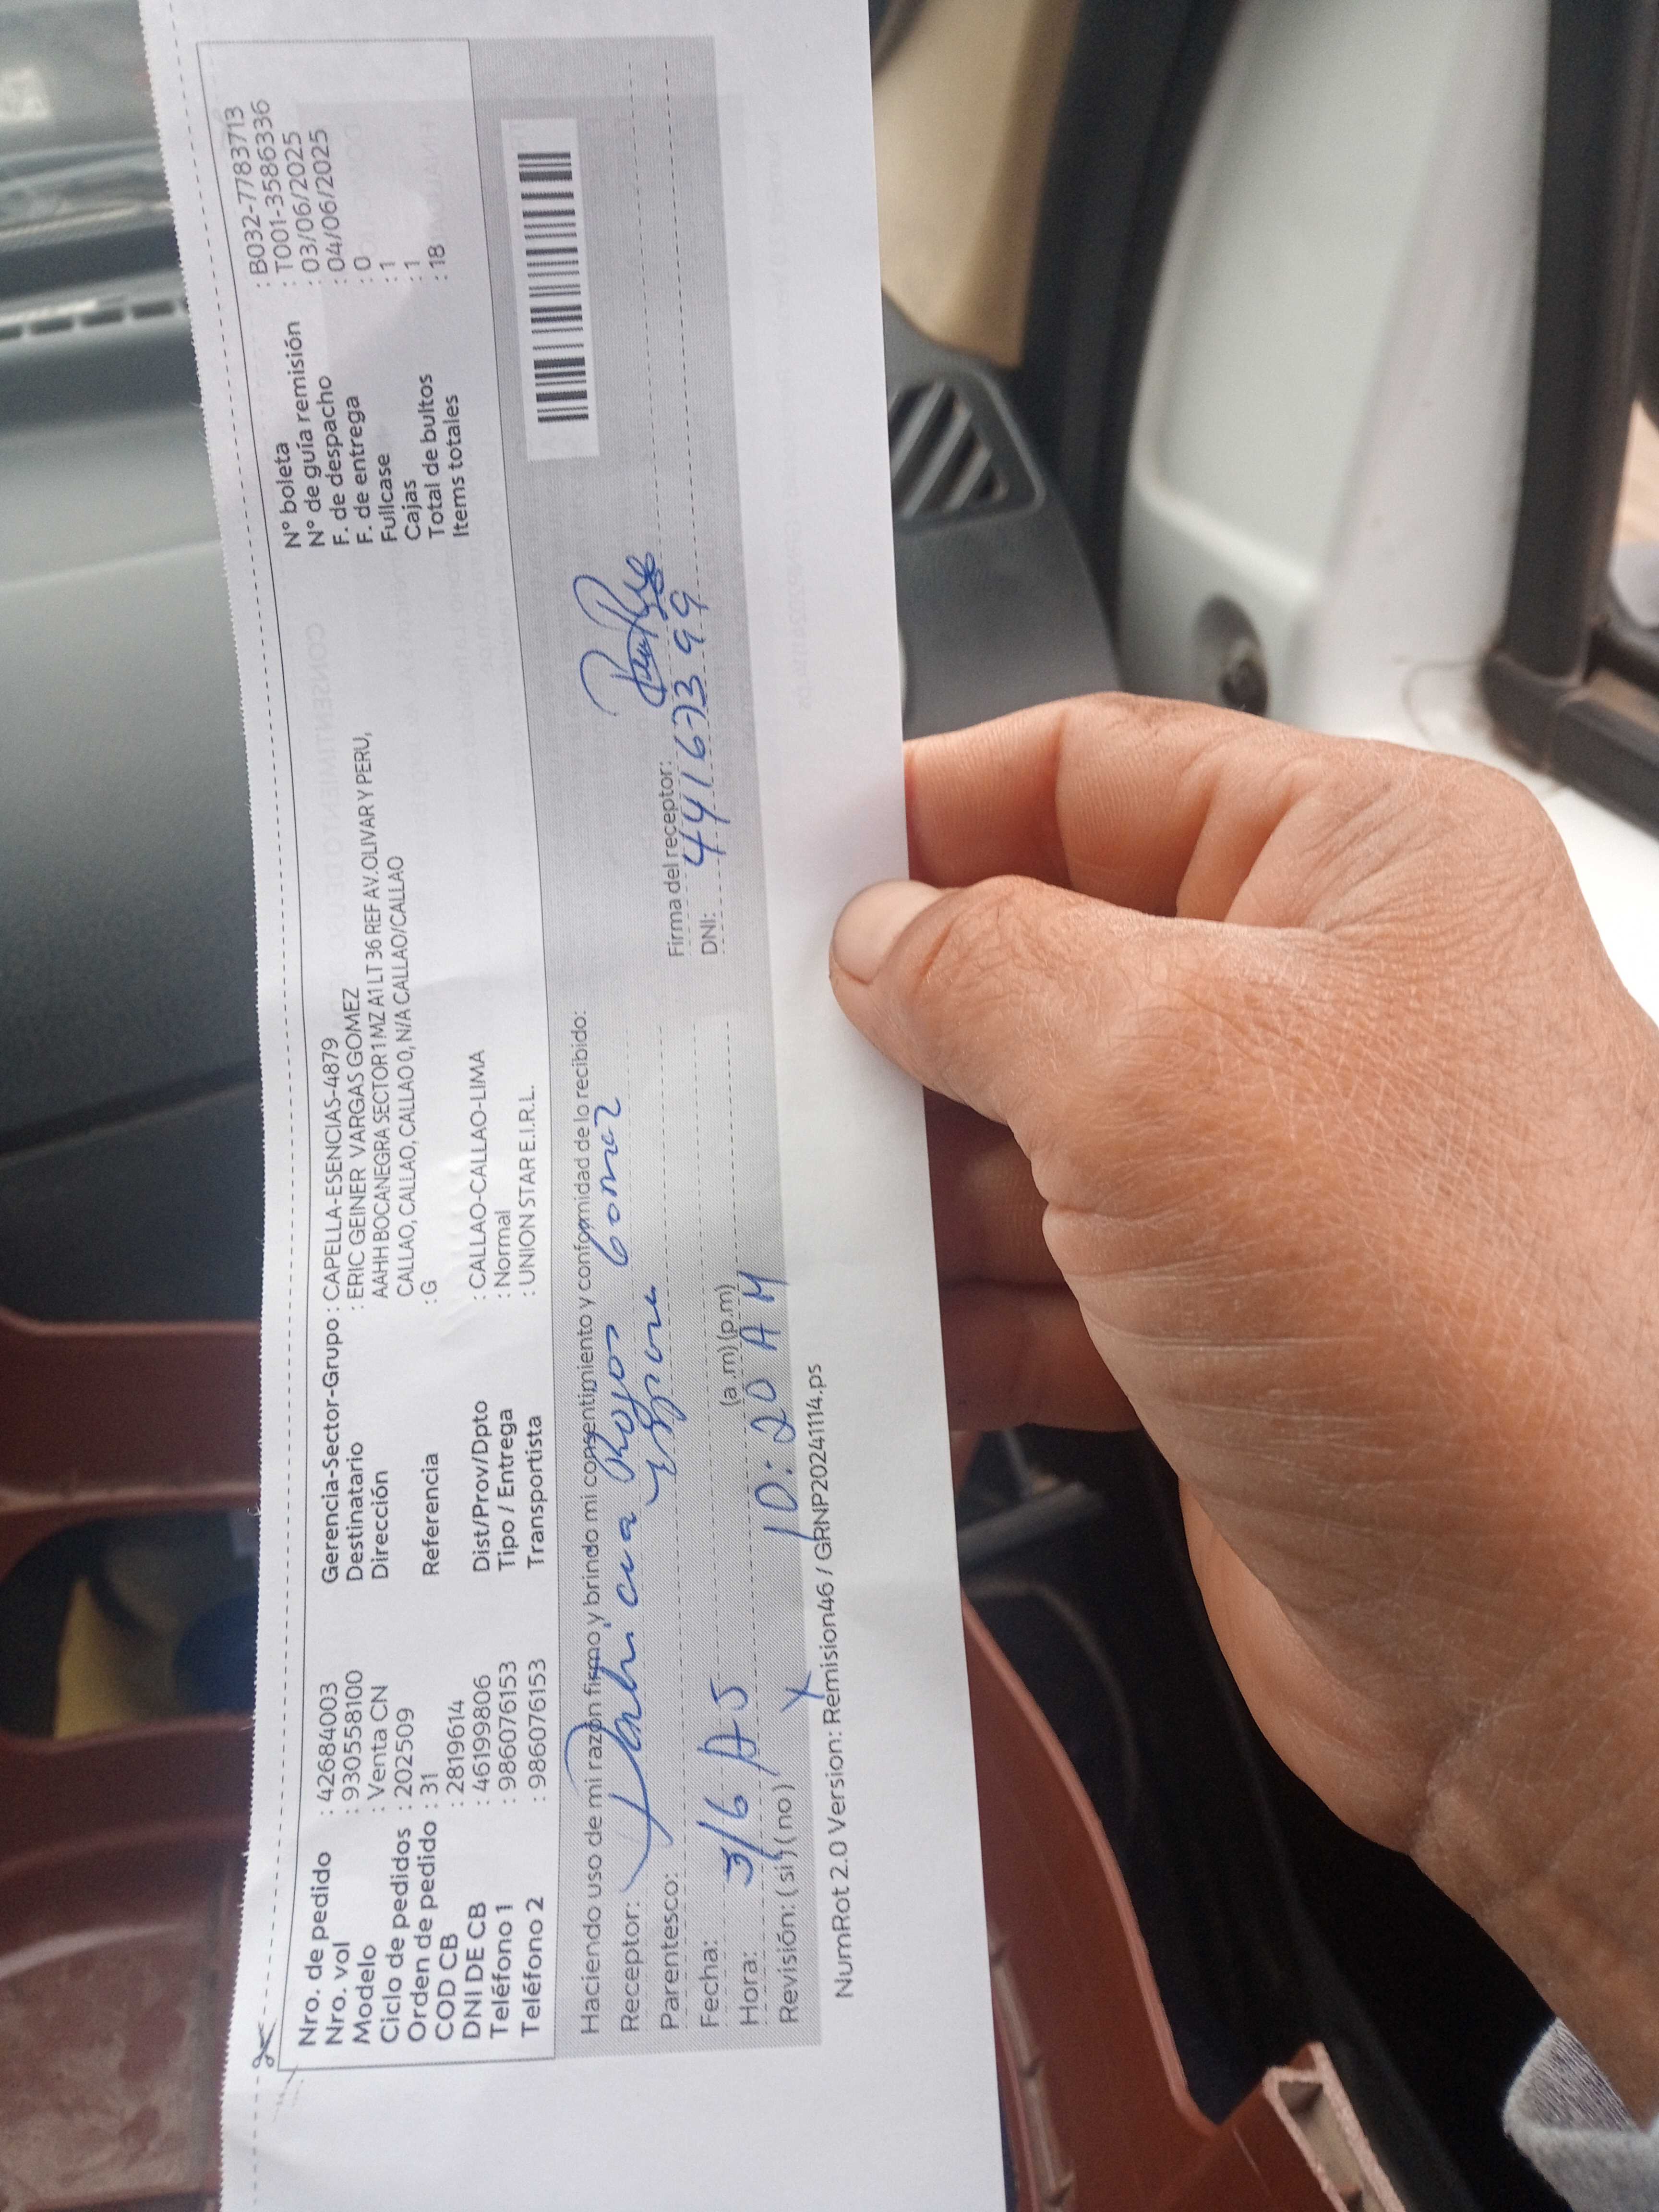 Nro. de pedido : 42684003
Nro. vol : 930558100
Modelo : Venta CN
Ciclo de pedidos : 202509
Orden de pedido : 31
COD CB : 2819614
DNI DE CB : 46199806
Teléfono 1 : 986076153
Teléfono 2 : 986076153
Gerencia-Sector-Grupo : CAPELLA-ESENCIAS-4879
Destinatario : ERIC GEINER VARGAS GOMEZ
Dirección AAHH BOCANEGRA SECTOR 1 MZ A1 LT 36 REF AV.OLIVAR Y PERU,
CALLAO, CALLAO, CALLAO 0, N/A CALLAO/CALLAO
Referencia : G
Dist/Prov/Dpto : CALLAO-CALLAO-LIMA
Tipo / Entrega : Normal
Transportista : UNION STAR E.I.R.L.
N° boleta : B032-7783713
N° de guía remisión : T001-3586336
F. de despacho : 03/06/2025
F. de entrega : 04/06/2025
Fullcase : 0
Cajas : 1
Total de bultos : 1
Items totales : 18
Haciendo uso de mi razón firmo y brindo mi consentimiento y conformidad de lo recibido:
Receptor: Rojas Gomez
Parentesco:
Firma del receptor:
Fecha: 3/6
DNI: 44167399
Hora: 10:20 AM (a.m) (p.m)
Revisión: ( si ) ( no ) X
NumRot 2.0 Version: Remision46 / GRNP20241114.ps